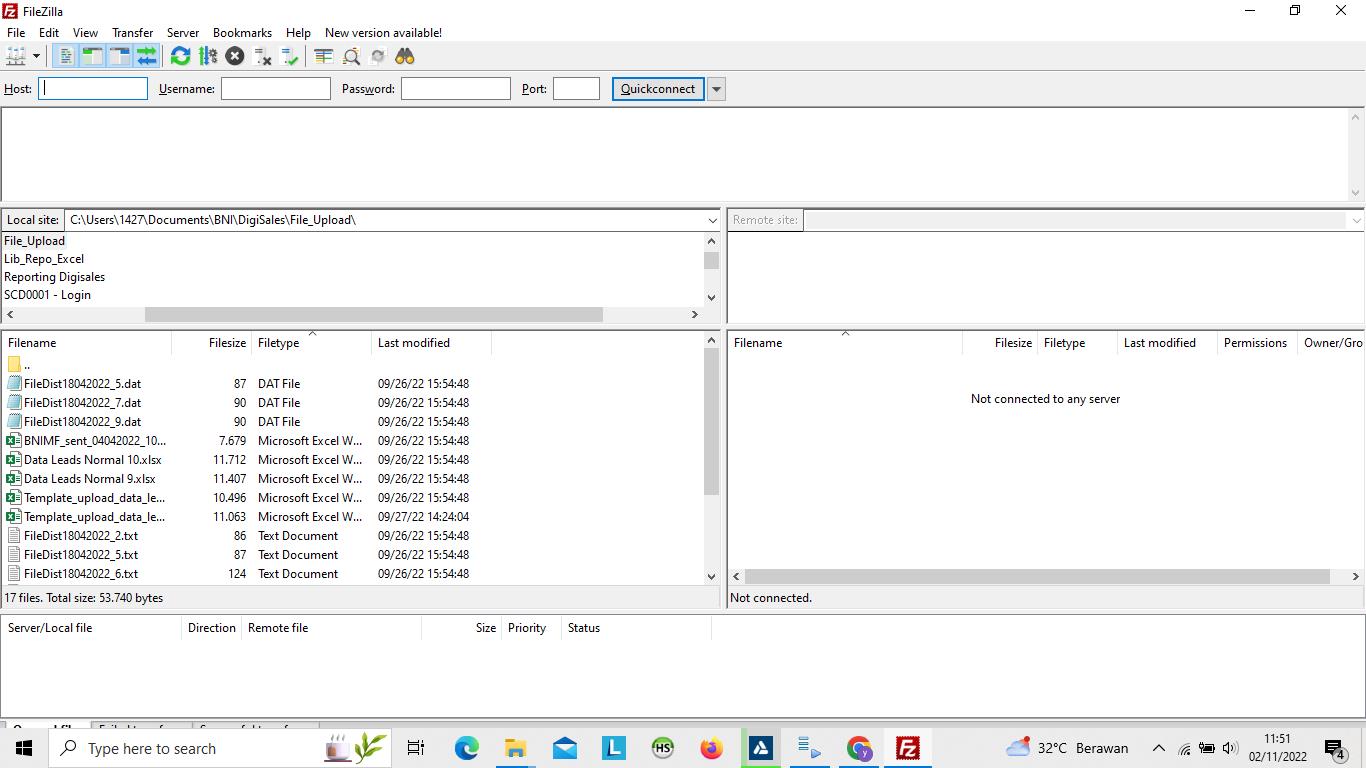 FileZilla
File Edit View Transfer Server Bookmarks Help New version available!
Host: Username: Password: Port: Quickconnect
Local site: C:\Users\1427\Documents\BNI\DigiSales\File_Upload\
Remote site:
File_Upload
Lib_Repo_Excel
Reporting Digisales
SCD0001 - Login
Filename Filesize Filetype Last modified
..
FileDist18042022_5.dat 87 DAT File 09/26/22 15:54:48
FileDist18042022_7.dat 90 DAT File 09/26/22 15:54:48
FileDist18042022_9.dat 90 DAT File 09/26/22 15:54:48
BNIMF_sent_04042022_10... 7.679 Microsoft Excel W... 09/26/22 15:54:48
Data Leads Normal 10.xlsx 11.712 Microsoft Excel W... 09/26/22 15:54:48
Data Leads Normal 9.xlsx 11.407 Microsoft Excel W... 09/26/22 15:54:48
Template_upload_data_le... 10.496 Microsoft Excel W... 09/26/22 15:54:48
Template_upload_data_le... 11.063 Microsoft Excel W... 09/27/22 14:24:04
FileDist18042022_2.txt 86 Text Document 09/26/22 15:54:48
FileDist18042022_5.txt 87 Text Document 09/26/22 15:54:48
FileDist18042022_6.txt 124 Text Document 09/26/22 15:54:48
17 files. Total size: 53.740 bytes
Filename Filesize Filetype Last modified Permissions Owner/Gro
Not connected to any server
Not connected.
Server/Local file Direction Remote file Size Priority Status
Type here to search
HS
32°C Berawan
11:51
02/11/2022
4